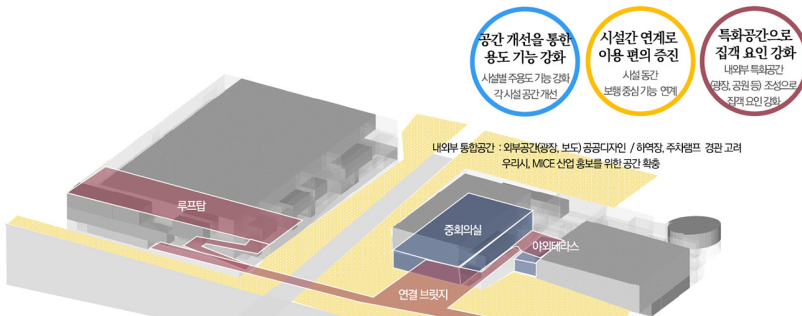 공간 개선을 통한
용도 기능 강화
시설별 주용도 기능 강화
각 시설 공간 개선
시설간 연계로
이용 편의 증진
시설 동간
보행 중심 기능 연계
특화공간으로
집객 요인 강화
내외부 특화공간
(광장, 공원 등) 조성으로
집객 요인 강화
내외부 통합공간 : 외부공간(광장, 보도) 공공디자인 / 하역장, 주차램프 경관 고려
우리시, MICE 산업 홍보를 위한 공간 확충
루프탑
중회의실
야외테라스
연결 브릿지